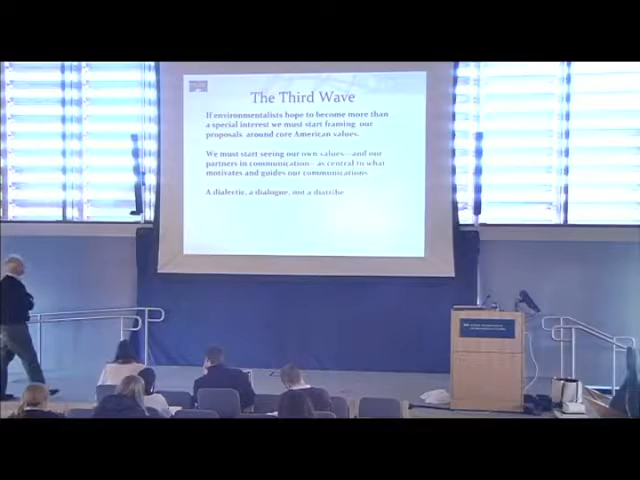 The Third Wave
If environmentalists hope to become more than
a special interest we must start framing our
proposals around core American values.
We must start seeing our own values—and our
partners in communication—as central to what
motivates and guides our communications
A dialectic, a dialogue, not a diatribe